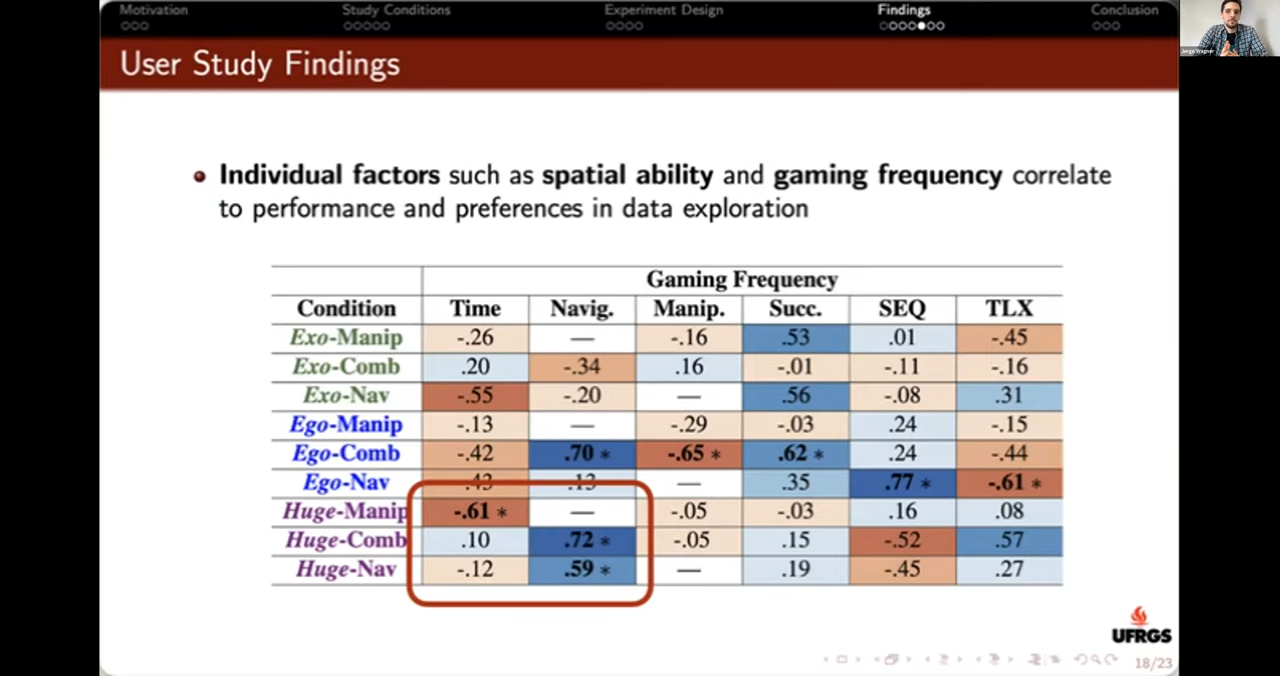 Motivation Study Conditions Experiment Design Findings Conclusion
Jorge Wagner
User Study Findings
Individual factors such as spatial ability and gaming frequency correlate
to performance and preferences in data exploration
Gaming Frequency
Condition Time Navig. Manip. Succ. SEQ TLX
Exo-Manip -.26 — -.16 .53 .01 -.45
Exo-Comb .20 -.34 .16 -.01 -.11 -.16
Exo-Nav -.55 -.20 — .56 -.08 .31
Ego-Manip -.13 — -.29 -.03 .24 -.15
Ego-Comb -.42 .70 * -.65 * .62 * .24 -.44
Ego-Nav -.43 .13 — .35 .77 * -.61 *
Huge-Manip -.61 * — -.05 -.03 .16 .08
Huge-Comb .10 .72 * -.05 .15 -.52 .57
Huge-Nav -.12 .59 * — .19 -.45 .27
UFRGS
18/23